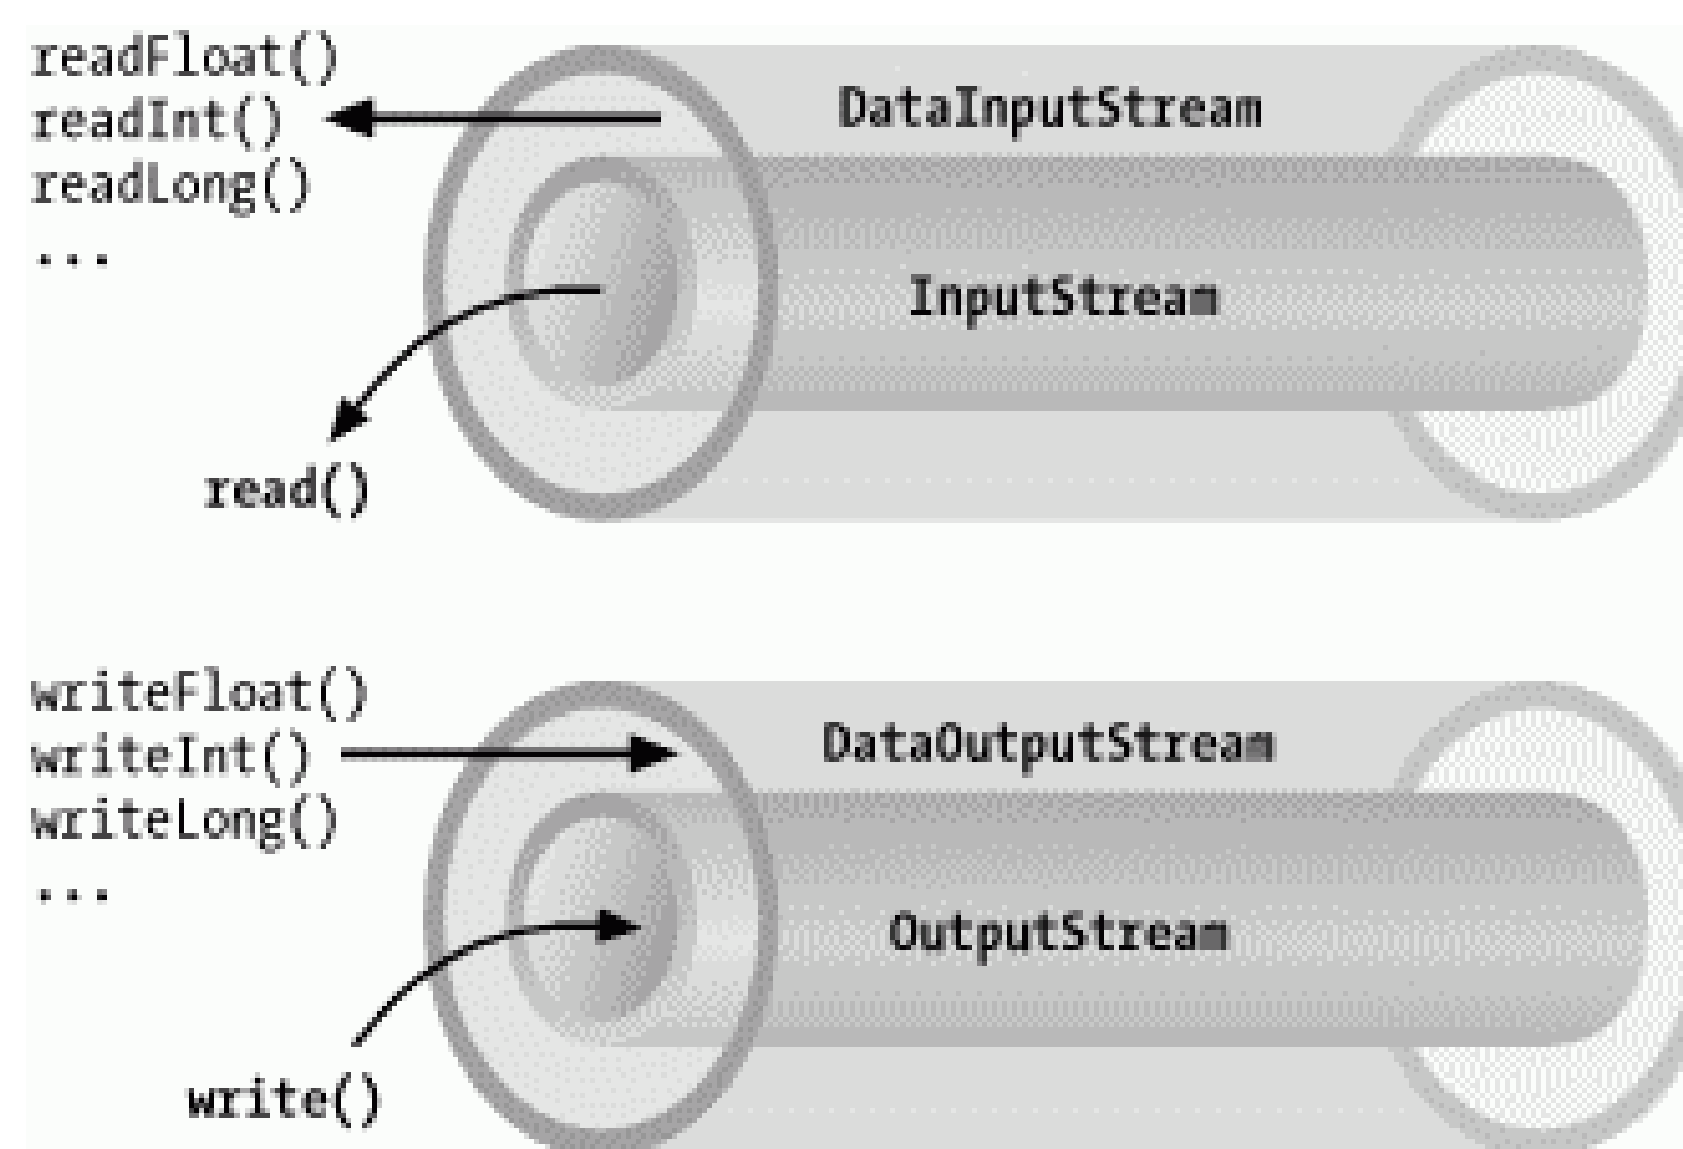 readFloat()
readInt()
readLong()
...
read()
DataInputStream
InputStream
writeFloat()
writeInt()
writeLong()
...
write()
DataOutputStream
OutputStream